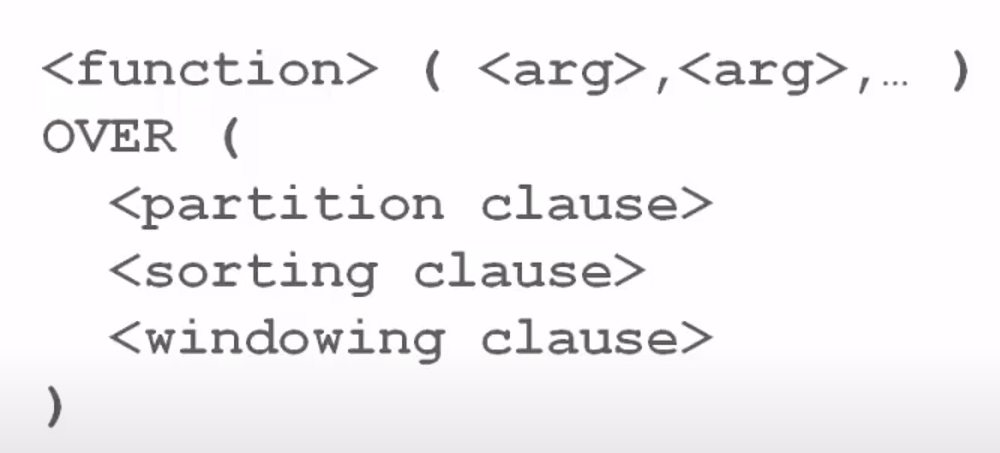 <function> ( <arg>,<arg>,… )
OVER (
<partition clause>
<sorting clause>
<windowing clause>
)